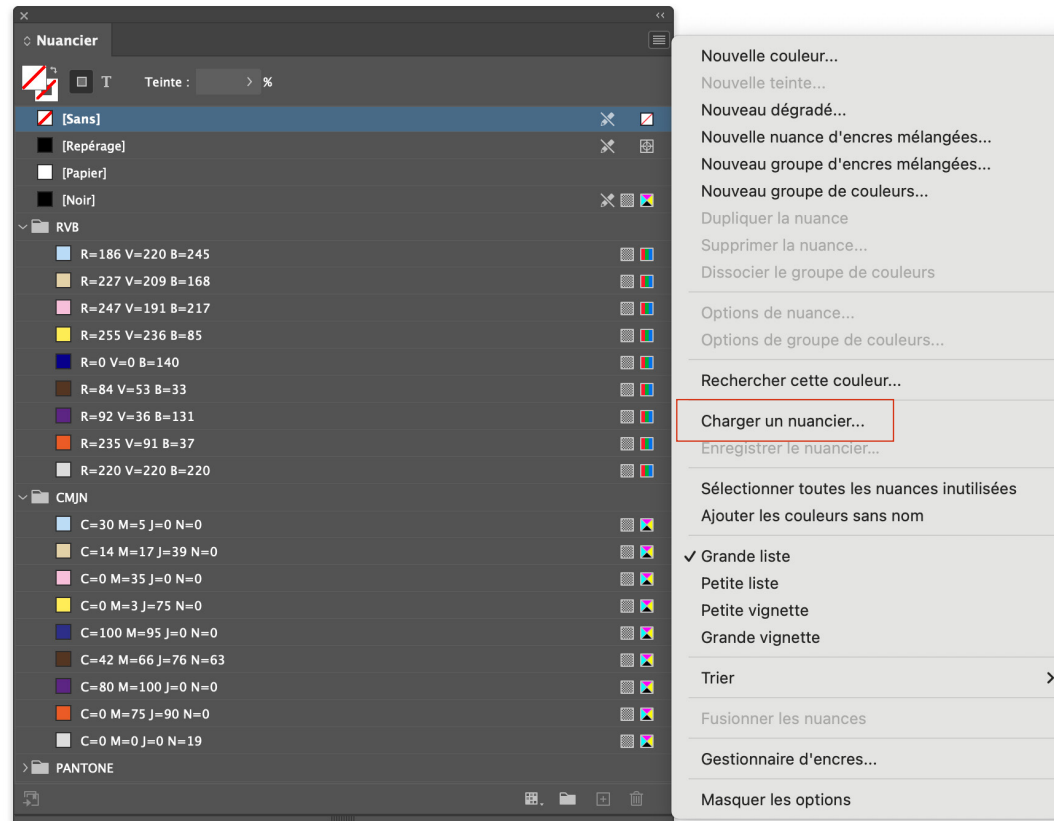 Nuancier
T
Teinte :
%
[Sans]
[Repérage]
[Papier]
[Noir]
RVB
R=186 V=220 B=245
R=227 V=209 B=168
R=247 V=191 B=217
R=255 V=236 B=85
R=0 V=0 B=140
R=84 V=53 B=33
R=92 V=36 B=131
R=235 V=91 B=37
R=220 V=220 B=220
CMJN
C=30 M=5 J=0 N=0
C=14 M=17 J=39 N=0
C=0 M=35 J=0 N=0
C=0 M=3 J=75 N=0
C=100 M=95 J=0 N=0
C=42 M=66 J=76 N=63
C=80 M=100 J=0 N=0
C=0 M=75 J=90 N=0
C=0 M=0 J=0 N=19
PANTONE
Nouvelle couleur...
Nouvelle teinte...
Nouveau dégradé...
Nouvelle nuance d'encres mélangées...
Nouveau groupe d'encres mélangées...
Nouveau groupe de couleurs...
Dupliquer la nuance
Supprimer la nuance...
Dissocier le groupe de couleurs
Options de nuance...
Options de groupe de couleurs...
Rechercher cette couleur...
Charger un nuancier...
Enregistrer le nuancier...
Sélectionner toutes les nuances inutilisées
Ajouter les couleurs sans nom
Grande liste
Petite liste
Petite vignette
Grande vignette
Trier
Fusionner les nuances
Gestionnaire d'encres...
Masquer les options